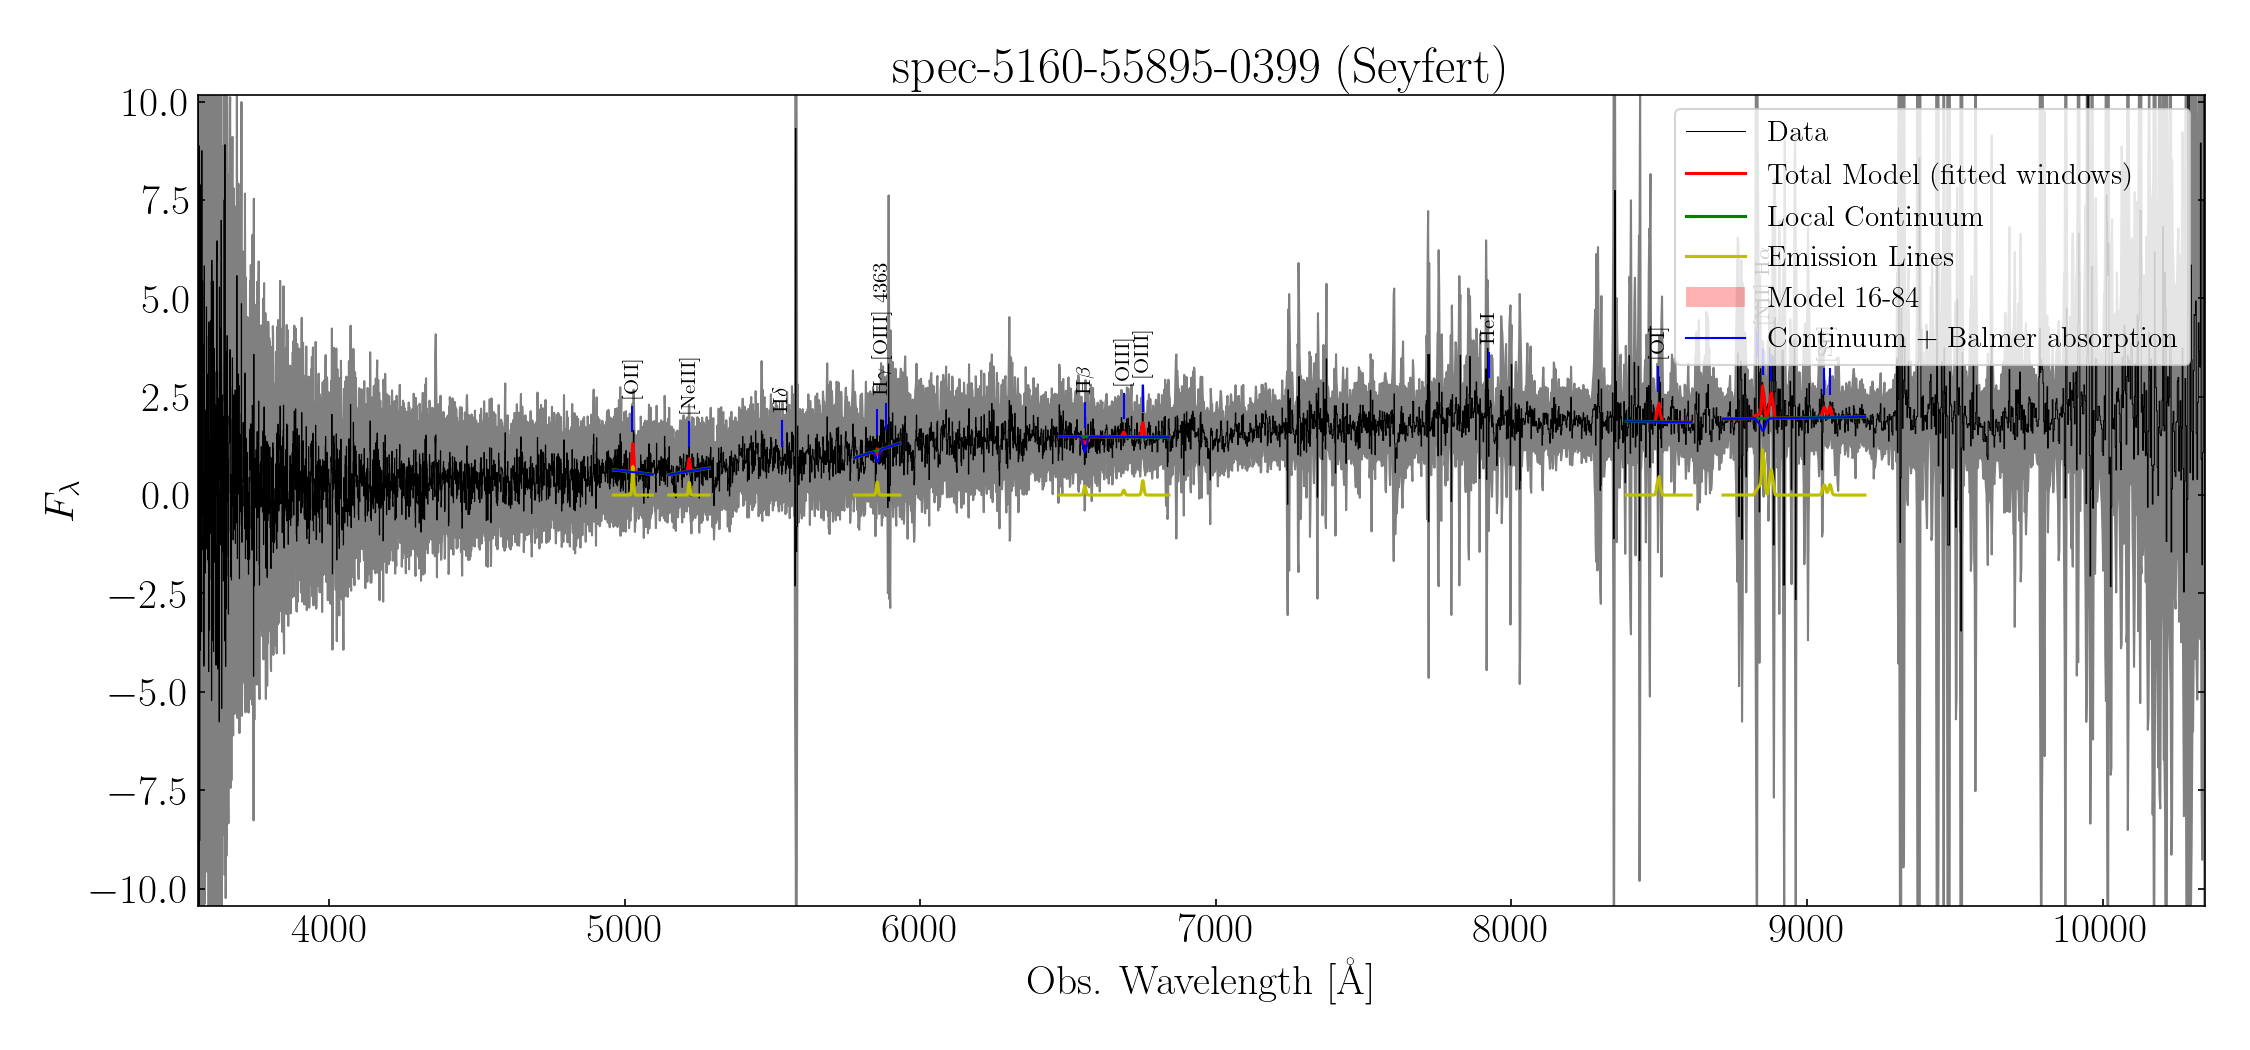 spec-5160-55895-0399 (Seyfert)
10.0
7.5
5.0
2.5
0.0
−2.5
−5.0
−7.5
−10.0
F_λ
[OII]
[NeIII]
Hδ
Hγ
[OIII] 4363
Hβ
[OIII]
[OIII]
HeI
[OI]
[NII]
Hα
Data
Total Model (fitted windows)
Local Continuum
Emission Lines
Model 16-84
Continuum + Balmer absorption
4000
5000
6000
7000
8000
9000
10000
Obs. Wavelength [Å]